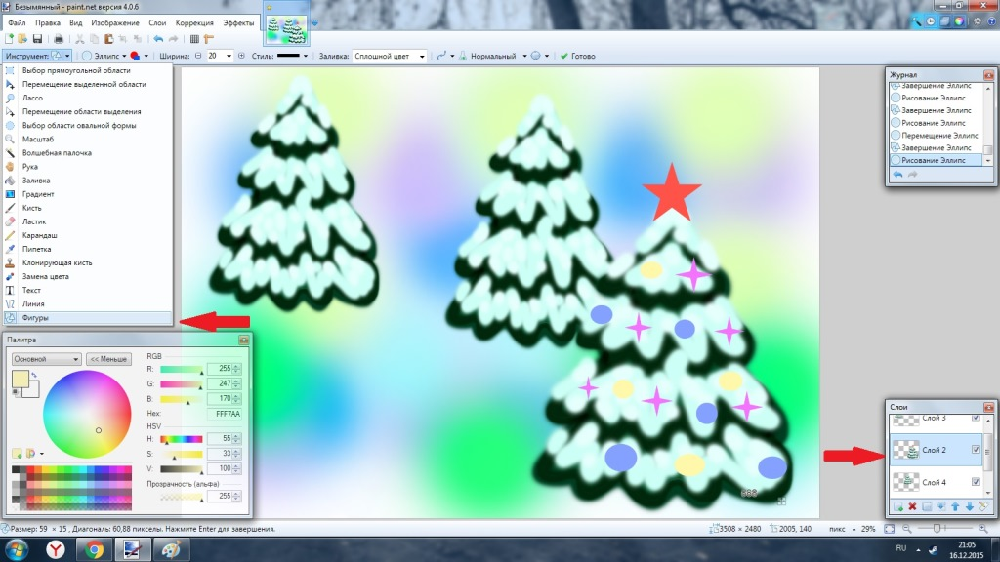 Безымянный - paint.net версия 4.0.6
Файл Правка Вид Изображение Слои Коррекция Эффекты
Инструмент: Эллипс Ширина: 20 Стиль: Заливка: Сплошной цвет Нормальный Готово
Выбор прямоугольной области
Перемещение выделенной области
Лассо
Перемещение области выделения
Выбор области овальной формы
Масштаб
Волшебная палочка
Рука
Заливка
Градиент
Кисть
Ластик
Карандаш
Пипетка
Клонирующая кисть
Замена цвета
Текст
Линия
Фигуры
Журнал
Завершение Эллипс
Рисование Эллипс
Завершение Эллипс
Рисование Эллипс
Перемещение Эллипс
Завершение Эллипс
Рисование Эллипс
Палитра
Основной << Меньше
RGB
R: 255
G: 247
B: 170
Hex: FFF7AA
HSV
H: 55
S: 33
V: 100
Прозрачность (альфа)
255
Слои
Слой 3
Слой 2
Слой 4
Размер: 59 × 15 , Диагональ: 60,88 пикселы. Нажмите Enter для завершения. 3508 × 2480 2005, 140 пикс 29%
RU 21:05
16.12.2015